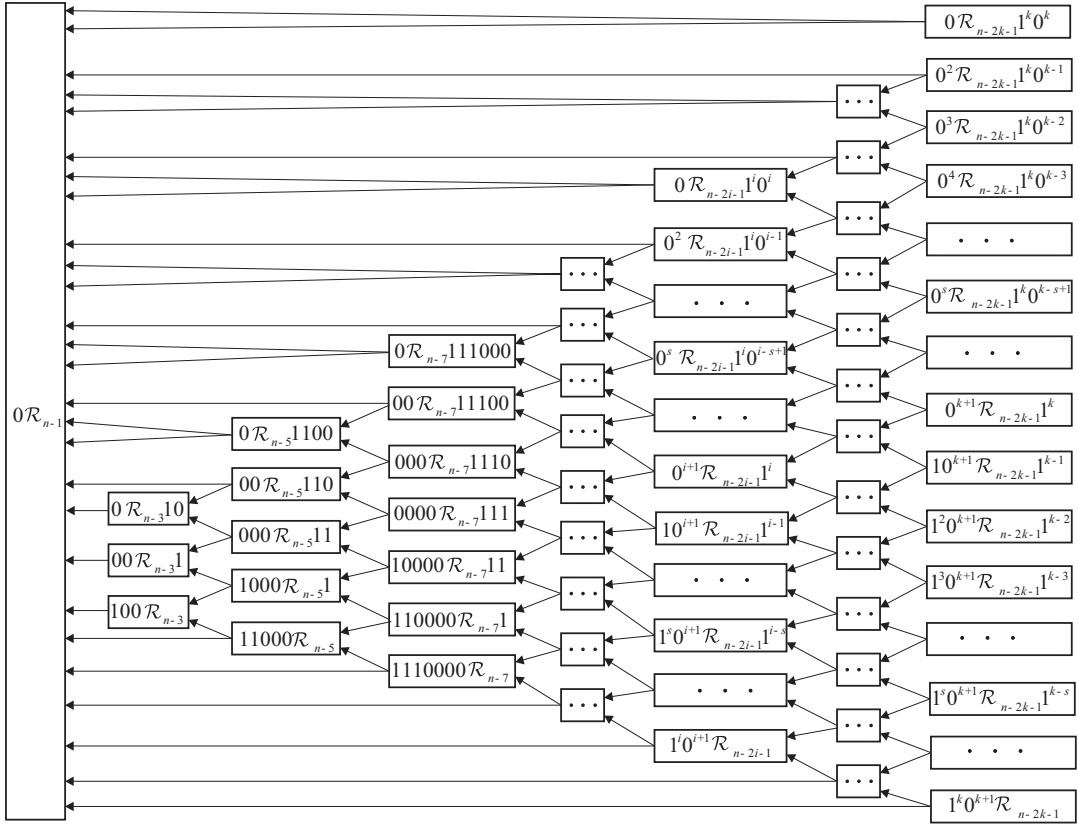 0ℛ_{n-1}
0ℛ_{n-3}10
00ℛ_{n-3}1
100ℛ_{n-3}
0ℛ_{n-5}1100
00ℛ_{n-5}110
000ℛ_{n-5}11
1000ℛ_{n-5}1
11000ℛ_{n-5}
0ℛ_{n-7}111000
00ℛ_{n-7}11100
000ℛ_{n-7}1110
0000ℛ_{n-7}111
10000ℛ_{n-7}11
110000ℛ_{n-7}1
1110000ℛ_{n-7}
...
...
...
...
...
...
...
...
...
0ℛ_{n-2i-1}1^i0^i
0^2 ℛ_{n-2i-1}1^i0^{i-1}
. . .
0^s ℛ_{n-2i-1}1^i0^{i-s+1}
. . .
0^{i+1}ℛ_{n-2i-1}1^i
10^{i+1}ℛ_{n-2i-1}1^{i-1}
. . .
1^s0^{i+1}ℛ_{n-2i-1}1^{i-s}
. . .
1^i0^{i+1}ℛ_{n-2i-1}
...
...
...
...
...
...
...
...
...
...
...
...
...
0ℛ_{n-2k-1}1^k0^k
0^2ℛ_{n-2k-1}1^k0^{k-1}
0^3ℛ_{n-2k-1}1^k0^{k-2}
0^4ℛ_{n-2k-1}1^k0^{k-3}
. . .
0^sℛ_{n-2k-1}1^k0^{k-s+1}
. . .
0^{k+1}ℛ_{n-2k-1}1^k
10^{k+1}ℛ_{n-2k-1}1^{k-1}
1^20^{k+1}ℛ_{n-2k-1}1^{k-2}
1^30^{k+1}ℛ_{n-2k-1}1^{k-3}
. . .
1^s0^{k+1}ℛ_{n-2k-1}1^{k-s}
. . .
1^k0^{k+1}ℛ_{n-2k-1}